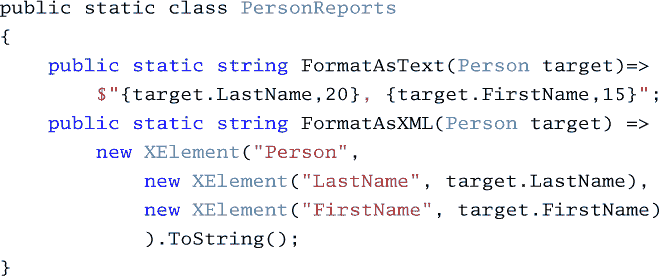 public static class PersonReports
{
    public static string FormatAsText(Person target)=>
        $"{target.LastName,20}, {target.FirstName,15}";
    public static string FormatAsXML(Person target) =>
        new XElement("Person",
            new XElement("LastName", target.LastName),
            new XElement("FirstName", target.FirstName)
            ).ToString();
}